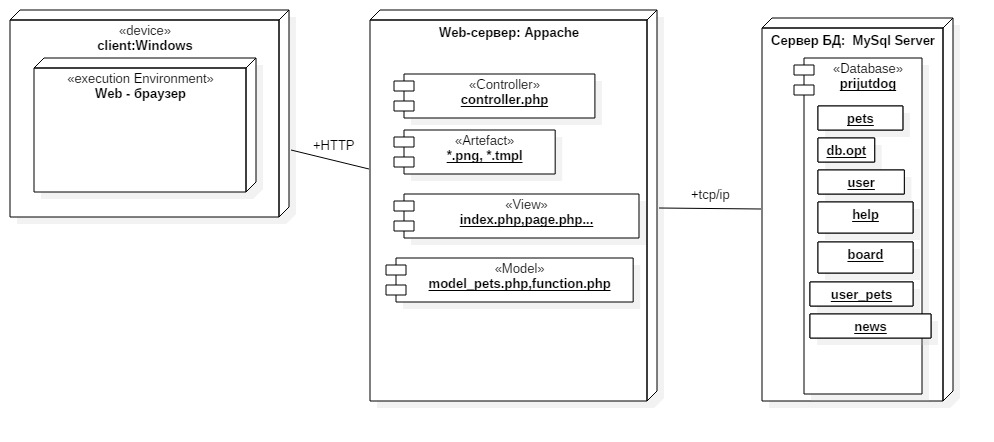 «device»
client:Windows
«execution Environment»
Web - браузер
+HTTP
Web-сервер: Appache
«Controller»
controller.php
«Artefact»
*.png, *.tmpl
«View»
index.php,page.php...
«Model»
model_pets.php,function.php
+tcp/ip
Сервер БД: MySql Server
«Database»
prijutdog
pets
db.opt
user
help
board
user_pets
news